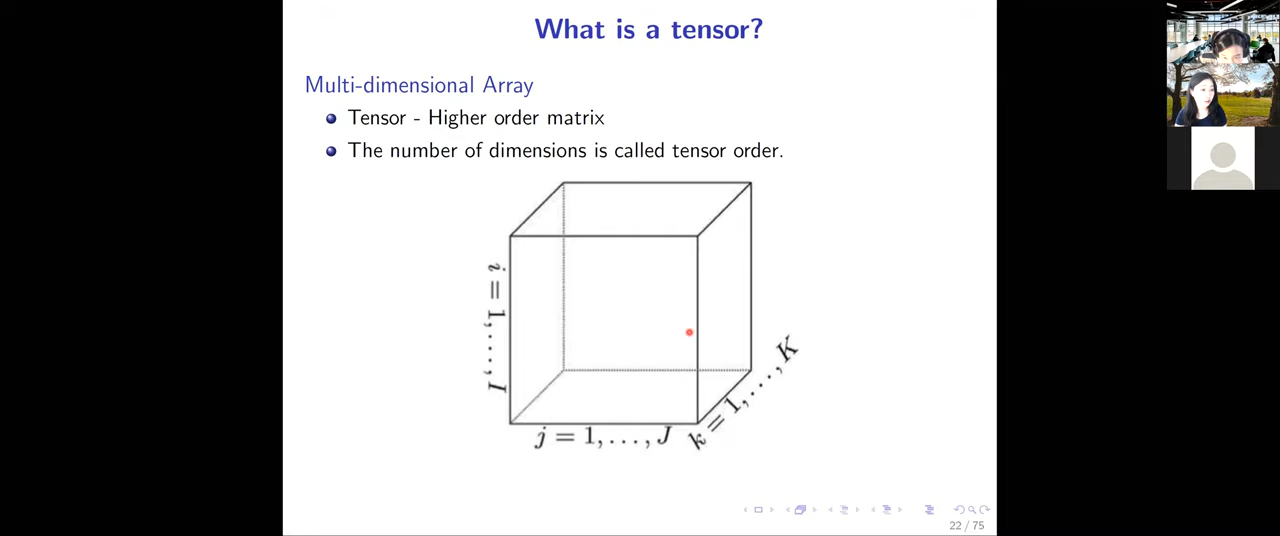 What is a tensor?
Multi-dimensional Array
Tensor - Higher order matrix
The number of dimensions is called tensor order.
i = 1, . . . , I
j = 1, . . . , J
k = 1, . . . , K
22 / 75